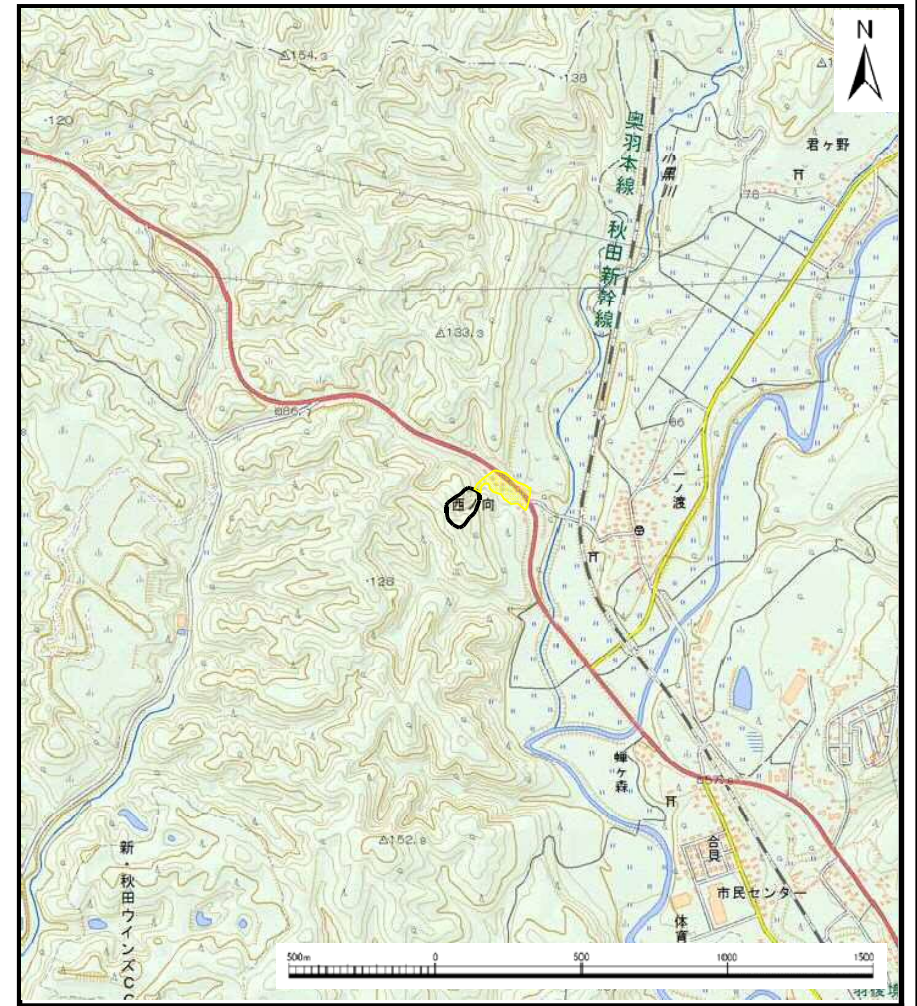 N
154.3
138
120
君ヶ野
78
奥羽本線
小黒川
秋田新幹線
133.3
66
86.7
西ノ向
一ノ渡
128
蟬ヶ森
152.9
合貝
新・秋田ウインズCC
市民センター
体育
500m 0 500 1000 1500